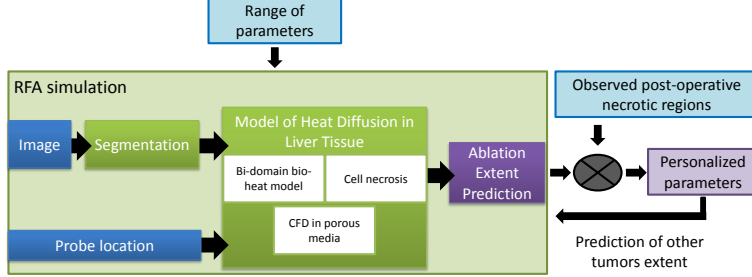 Range of
parameters
RFA simulation
Observed post-operative
necrotic regions
Image
Segmentation
Model of Heat Diffusion in
Liver Tissue
Bi-domain bio-
heat model
Cell necrosis
CFD in porous
media
Ablation
Extent
Prediction
Personalized
parameters
Probe location
Prediction of other
tumors extent